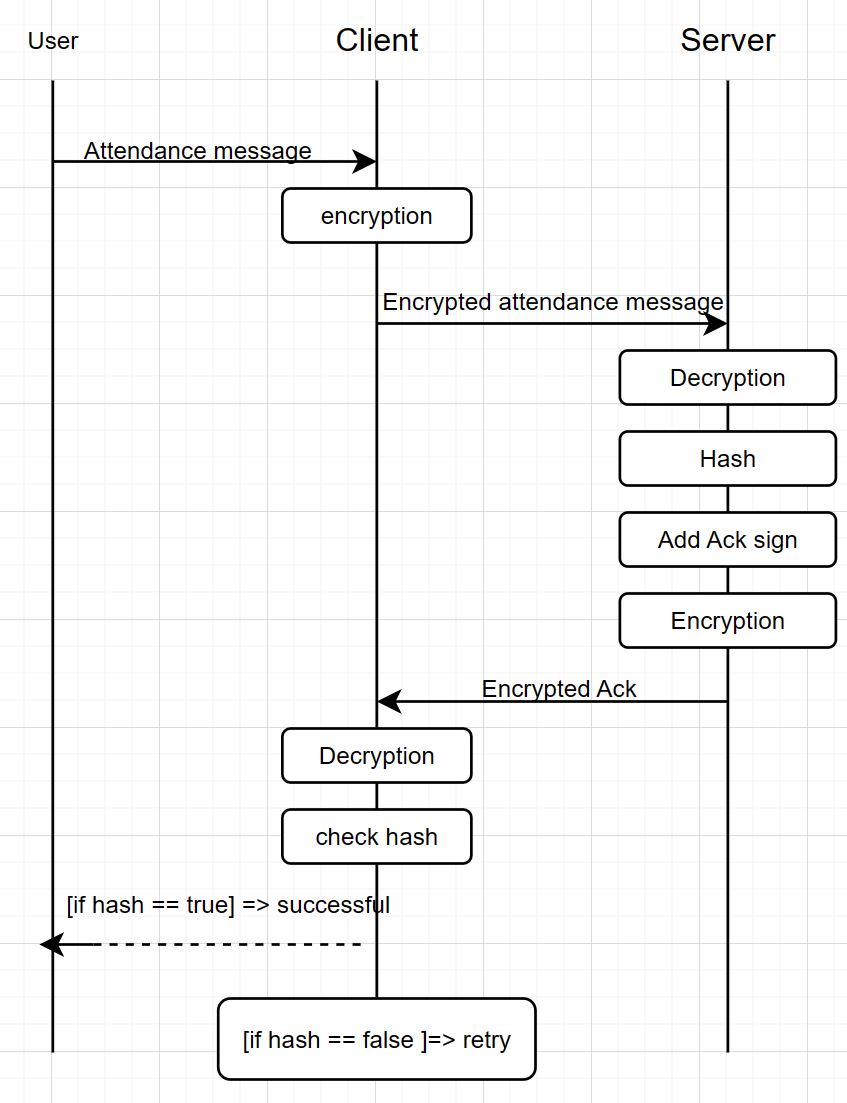 User
Client
Server
Attendance message
encryption
Encrypted attendance message
Decryption
Hash
Add Ack sign
Encryption
Encrypted Ack
Decryption
check hash
[if hash == true] => successful
[if hash == false ]=> retry